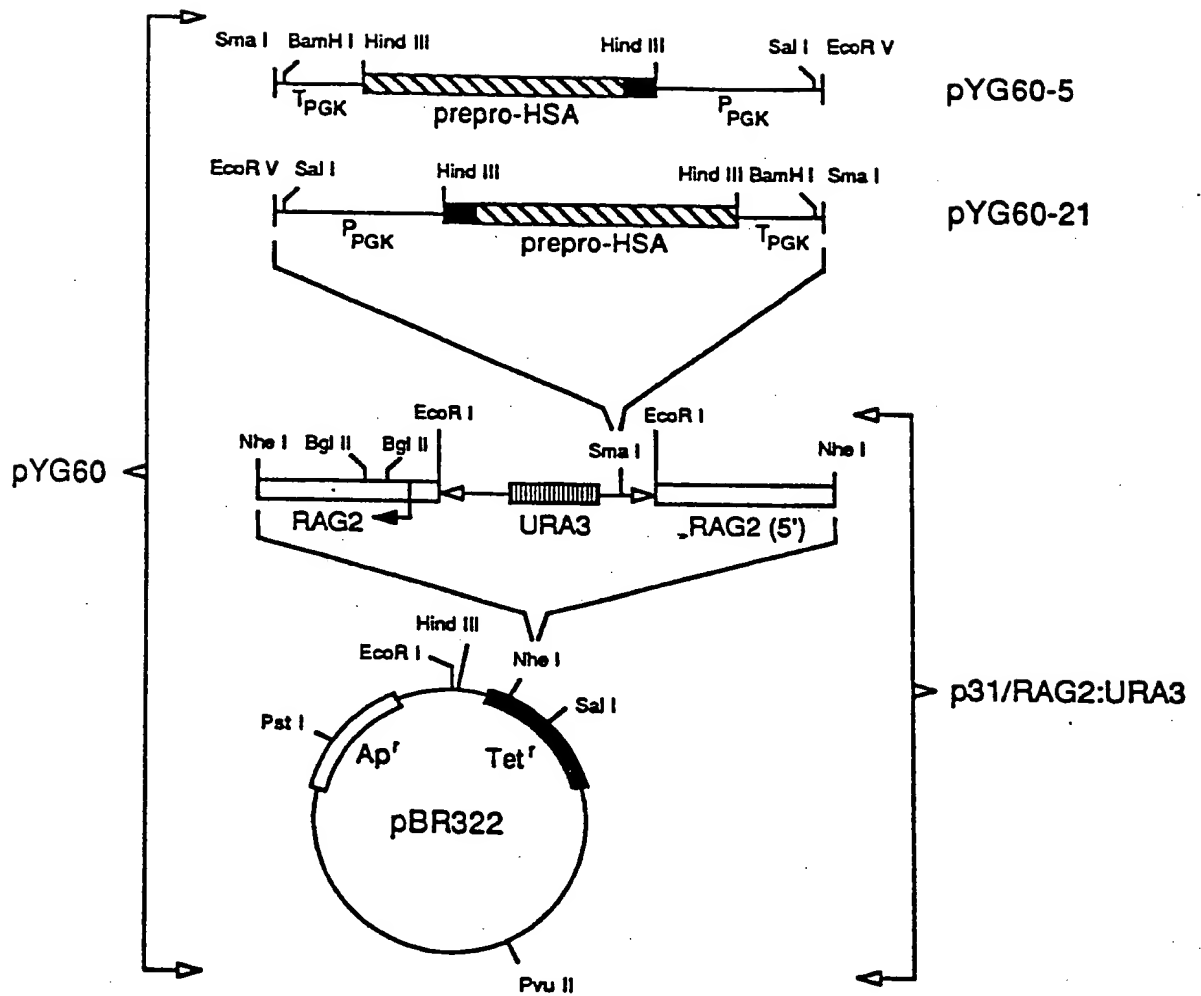 Sma I BamH I Hind III Hind III Sal I EcoR V
TPGK prepro-HSA PPGK pYG60-5
EcoR V Sal I Hind III Hind III BamH I Sma I
PPGK prepro-HSA TPGK pYG60-21
EcoR I EcoR I
Nhe I Bgl II Bgl II Sma I Nhe I
pYG60
RAG2 URA3 RAG2 (5')
Hind III
EcoR I Nhe I
Pst I Sal I p31/RAG2:URA3
Apr Tetr
pBR322
Pvu II